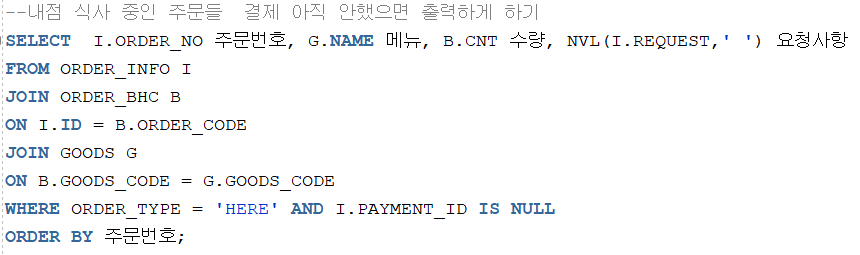 --내점 식사 중인 주문들  결제 아직 안했으면 출력하게 하기
SELECT  I.ORDER_NO 주문번호, G.NAME 메뉴, B.CNT 수량, NVL(I.REQUEST,' ') 요청사항
FROM ORDER_INFO I
JOIN ORDER_BHC B
ON I.ID = B.ORDER_CODE
JOIN GOODS G
ON B.GOODS_CODE = G.GOODS_CODE
WHERE ORDER_TYPE = 'HERE' AND I.PAYMENT_ID IS NULL
ORDER BY 주문번호;